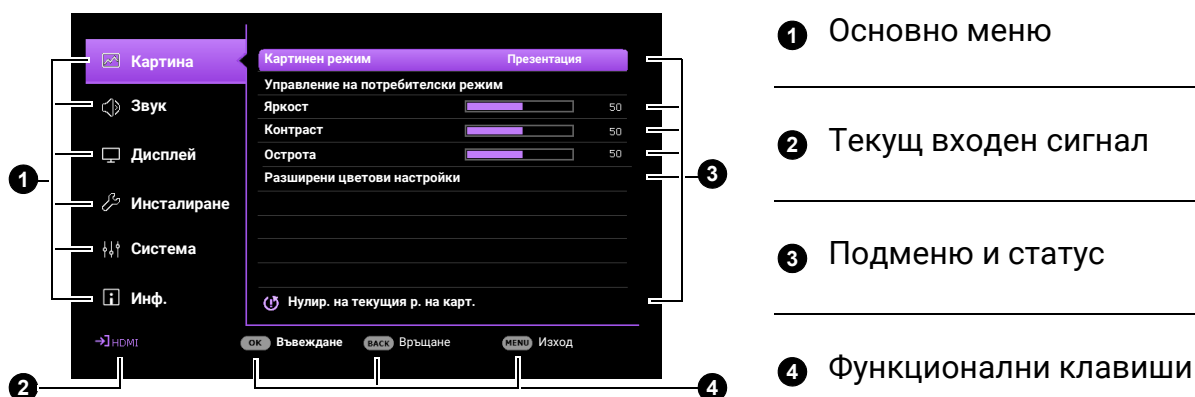 Картина
Звук
Дисплей
Инсталиране
Система
Инф.
HDMI
Картинен режим Презентация
Управление на потребителски режим
Яркост 50
Контраст 50
Острота 50
Разширени цветови настройки
Нулир. на текущия р. на карт.
OK Въвеждане BACK Връщане MENU Изход
1
2
3
4
1 Основно меню
2 Текущ входен сигнал
3 Подменю и статус
4 Функционални клавиши